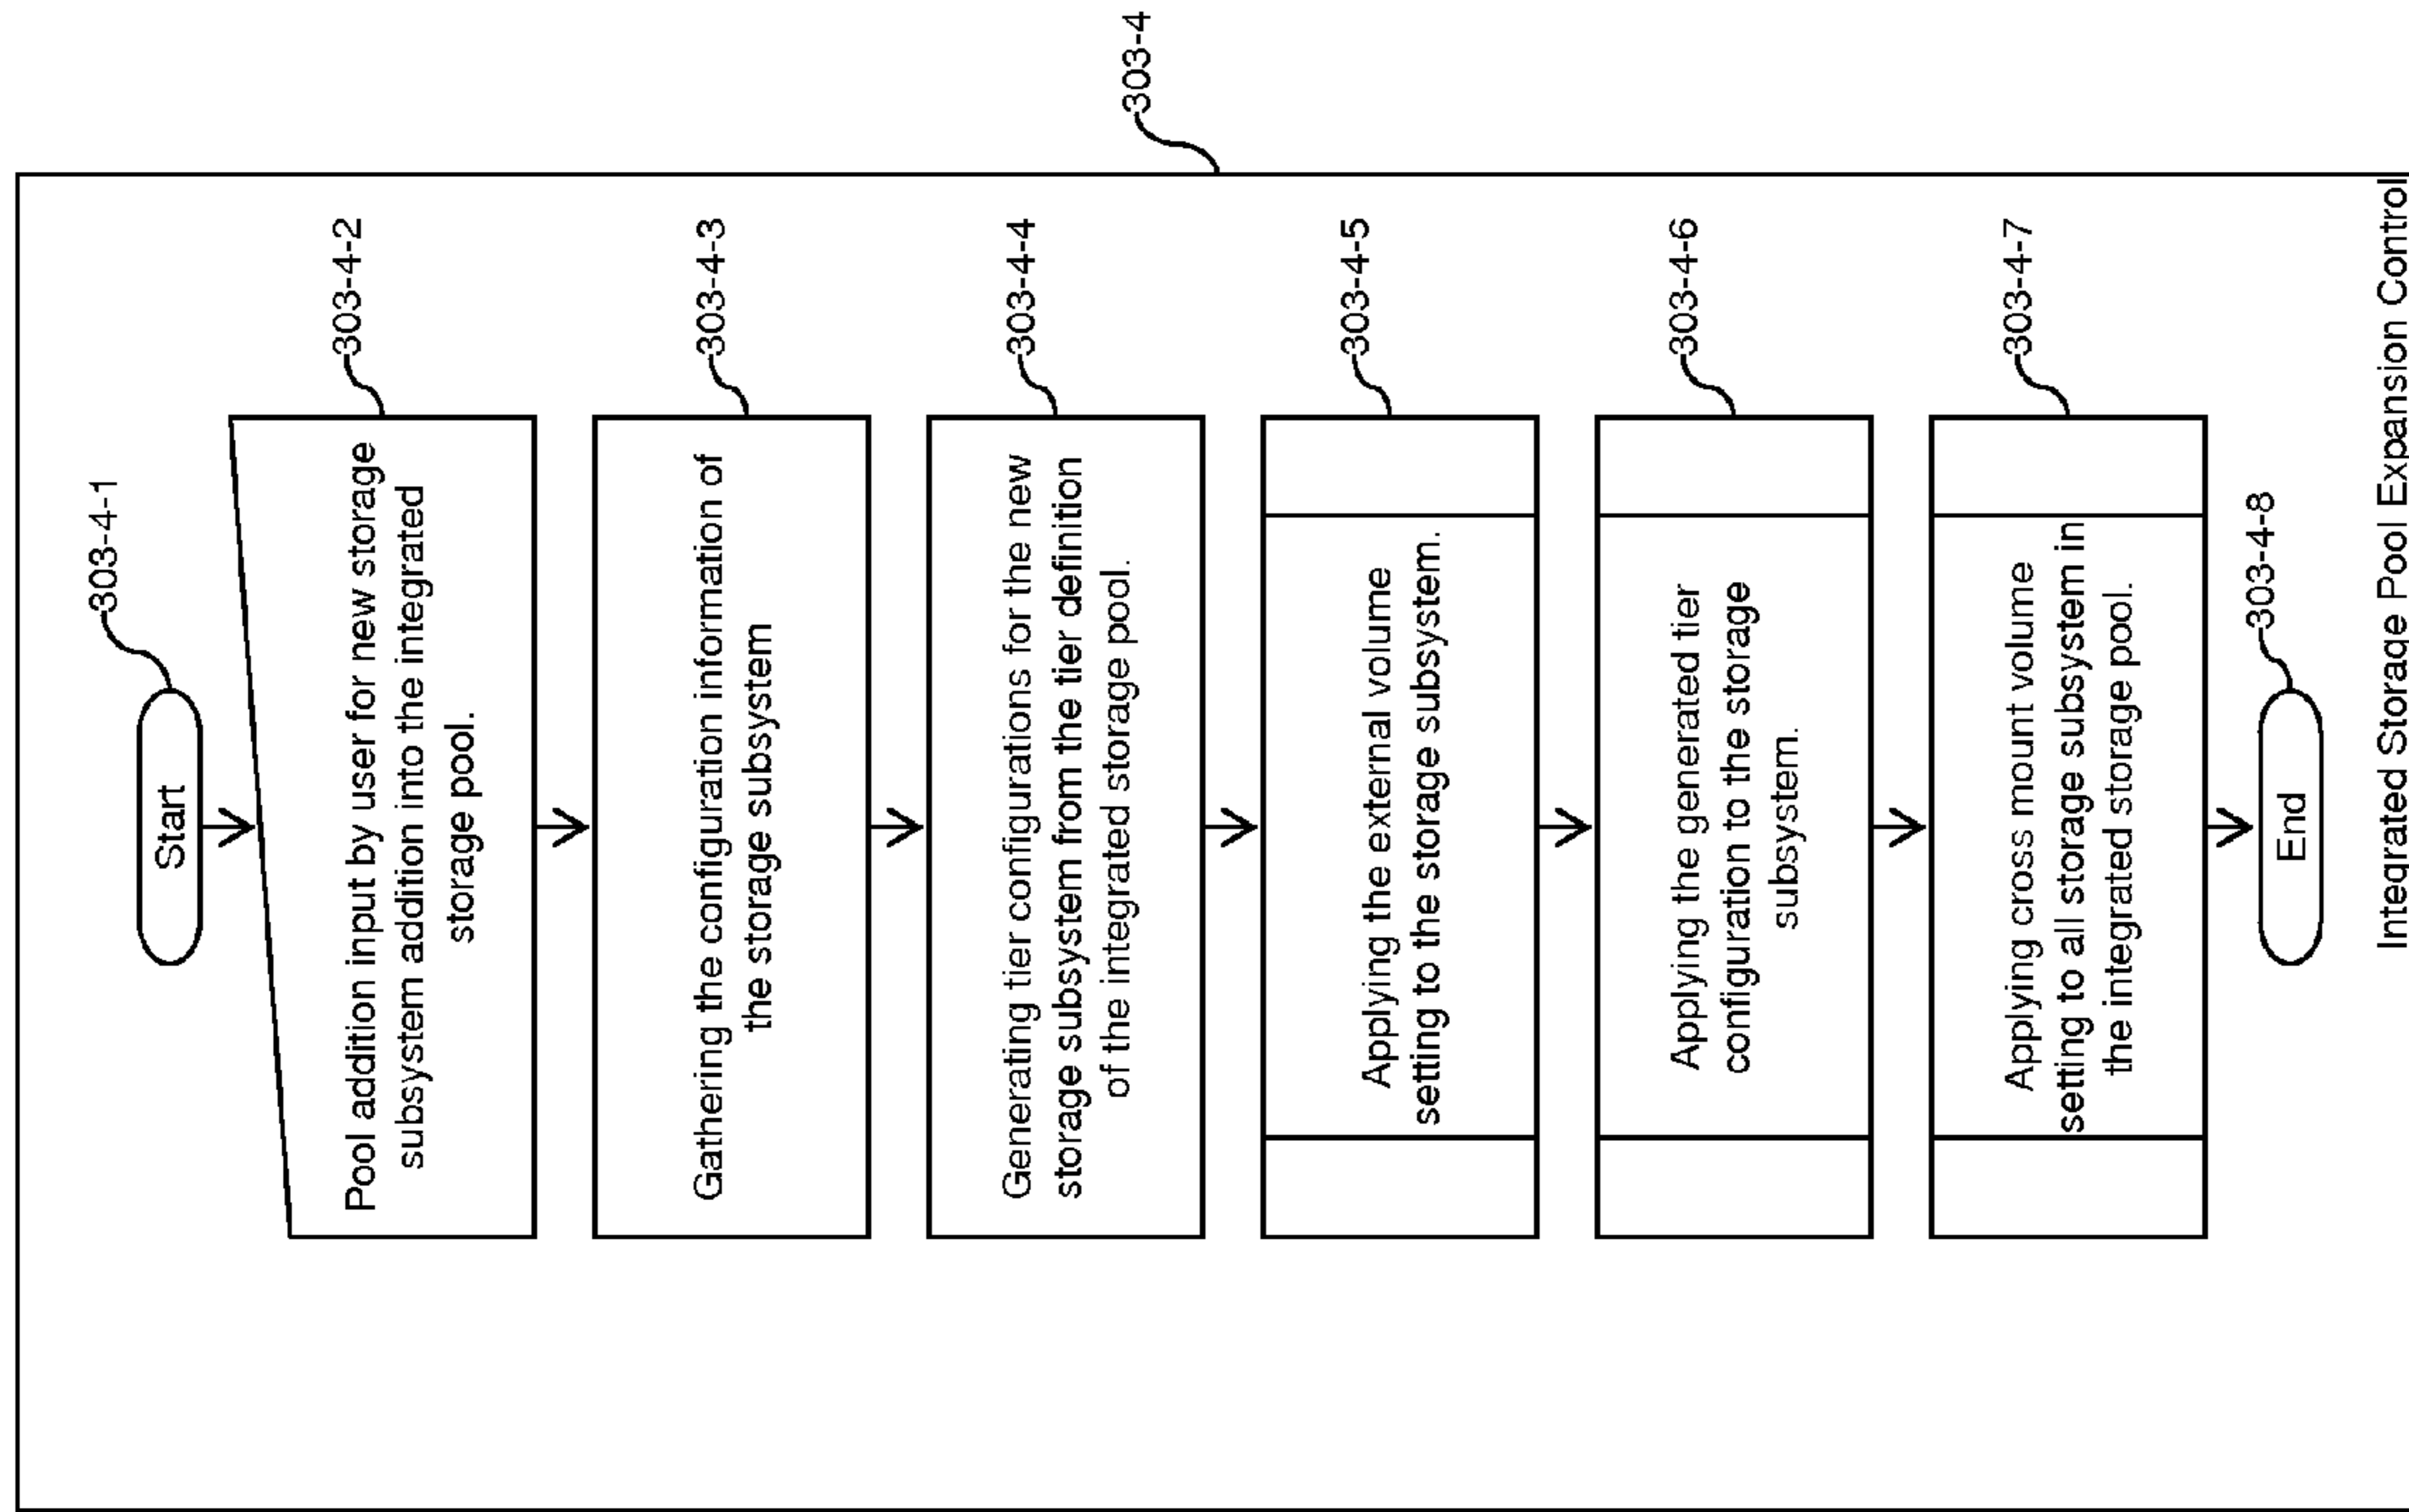 303-4
303-4-1
Start
303-4-2
Pool addition input by user for new storage
subsystem addition into the integrated
storage pool.
303-4-3
Gathering the configuration information of
the storage subsystem
303-4-4
Generating tier configurations for the new
storage subsystem from the tier definition
of the integrated storage pool.
303-4-5
Applying the external volume
setting to the storage subsystem.
303-4-6
Applying the generated tier
configuration to the storage
subsystem.
303-4-7
Applying cross mount volume
setting to all storage subsystem in
the integrated storage pool.
303-4-8
End
Integrated Storage Pool Expansion Control